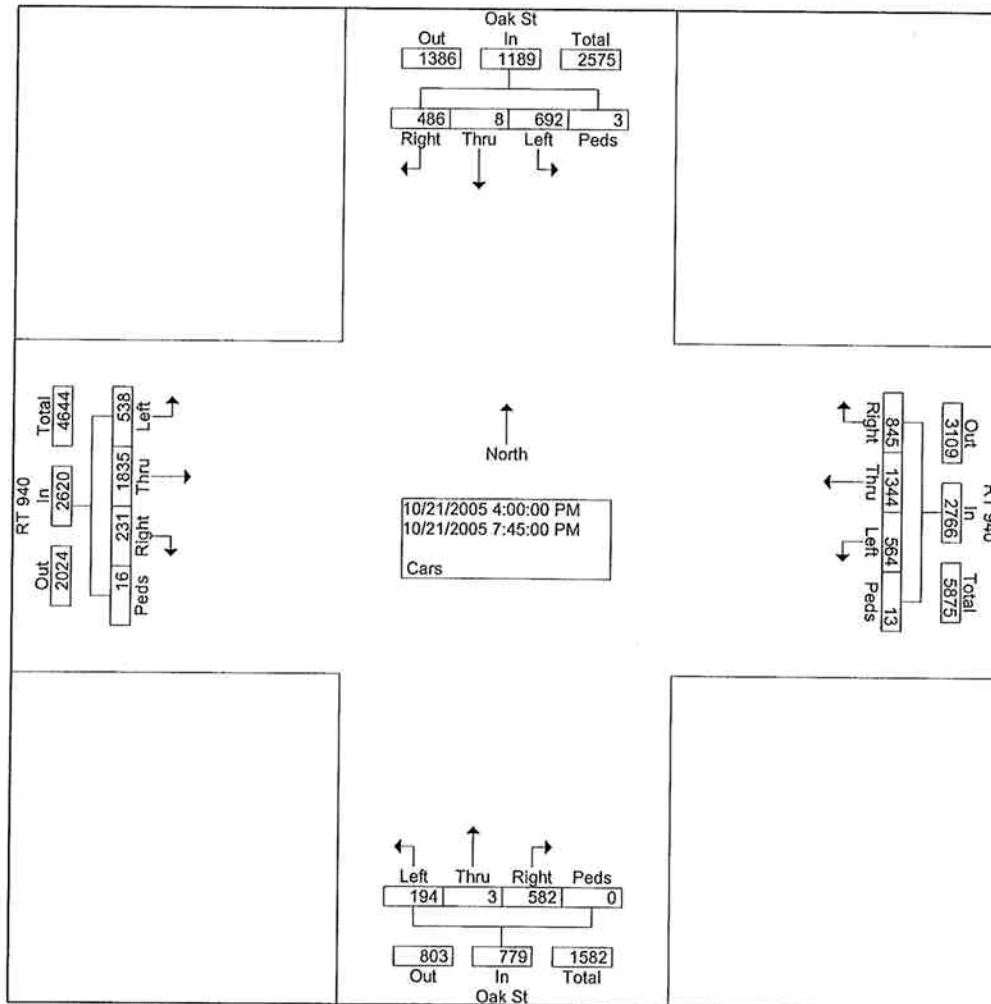 Oak St
Out In Total
1386 1189 2575
486 8 692 3
Right Thru Left Peds
RT 940
Total In Out
4644 2620 2024
538 1835 231 16
Left Thru Right Peds
North
10/21/2005 4:00:00 PM
10/21/2005 7:45:00 PM
Cars
Right Thru Left Peds
845 1344 564 13
Out In Total
3109 2766 5875
RT 940
Left Thru Right Peds
194 3 582 0
803 779 1582
Out In Total
Oak St